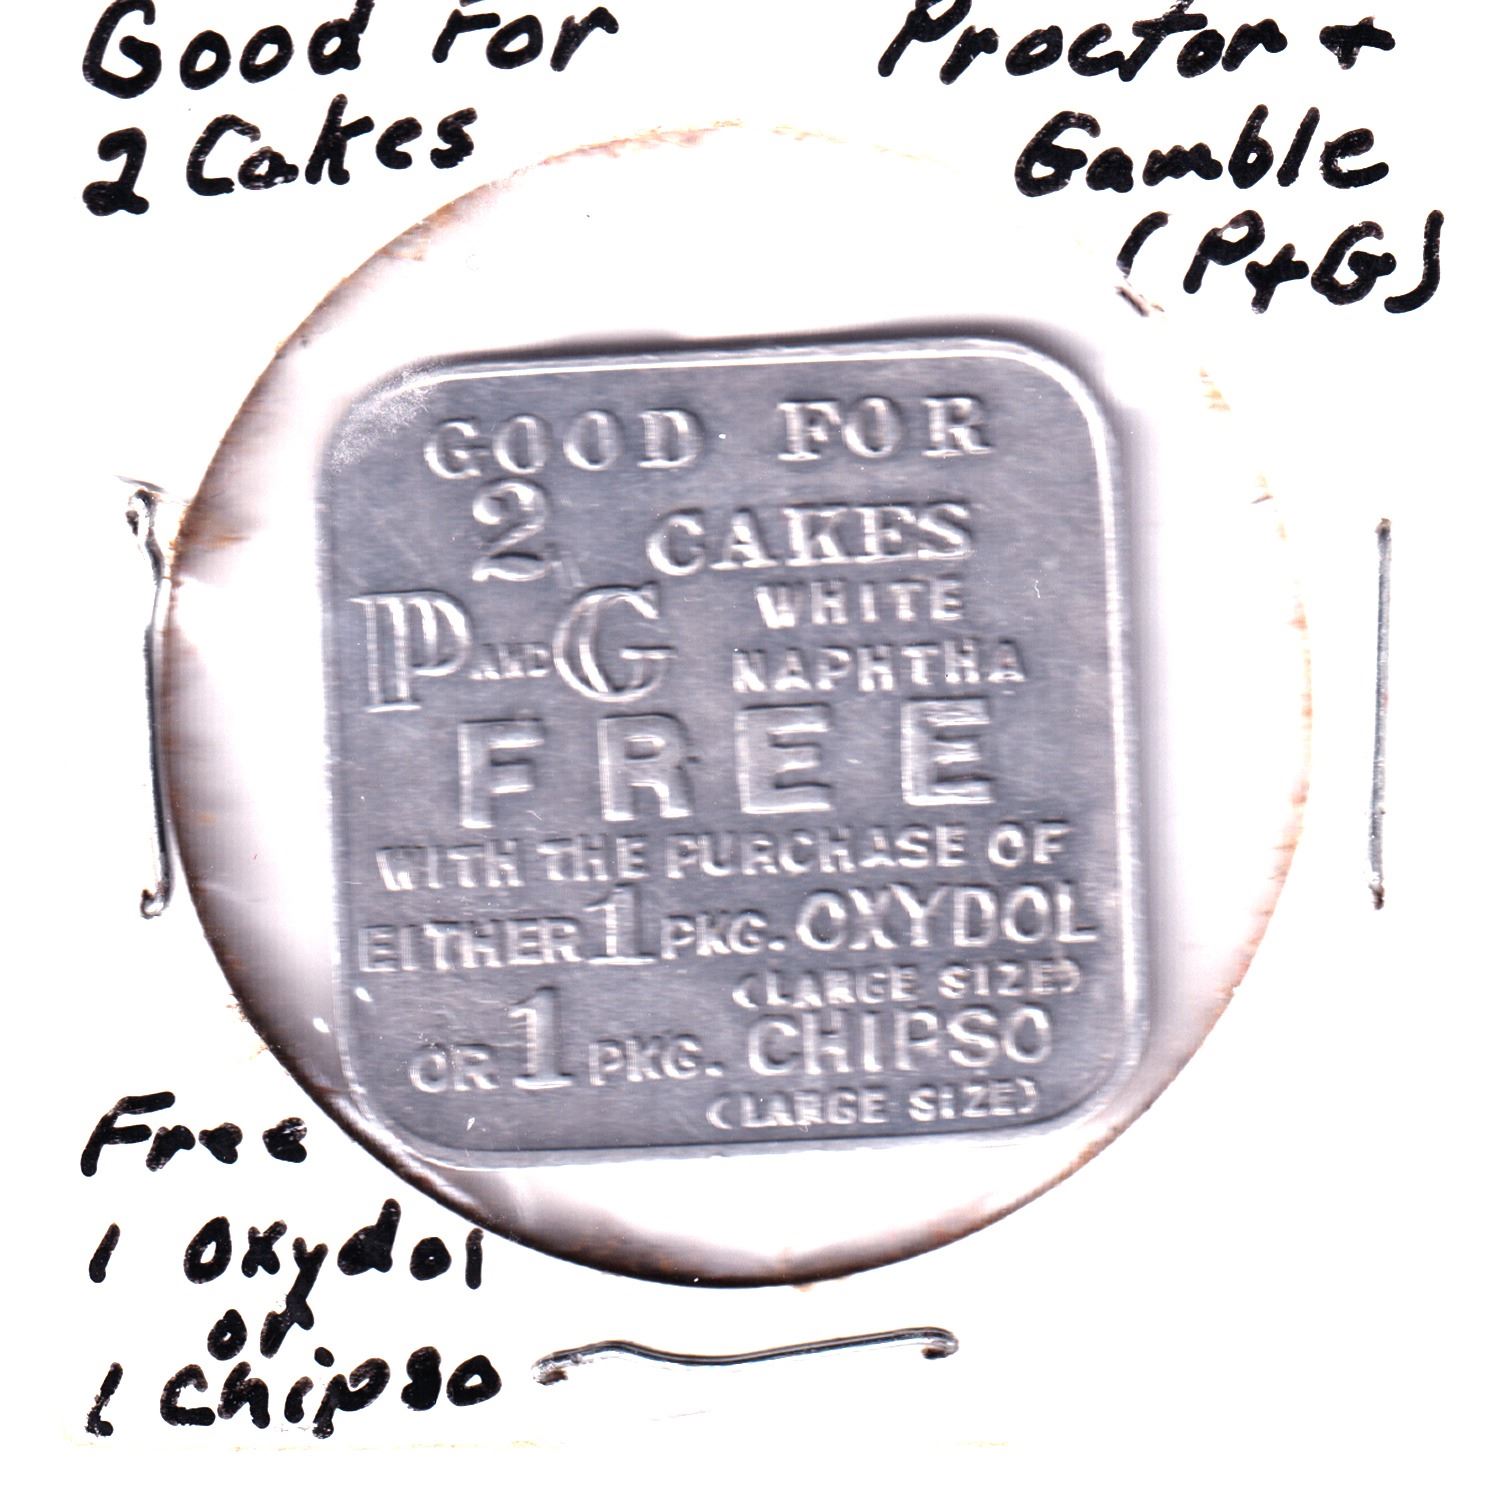 Good For
2 Cakes
Proctor +
Gamble
(P+G)
GOOD FOR
2 CAKES
P AND G WHITE
NAPHTHA
FREE
WITH THE PURCHASE OF
EITHER 1 PKG. OXYDOL
(LARGE SIZE)
OR 1 PKG. CHIPSO
(LARGE SIZE)
Free
1 Oxydol
or
1 Chipso